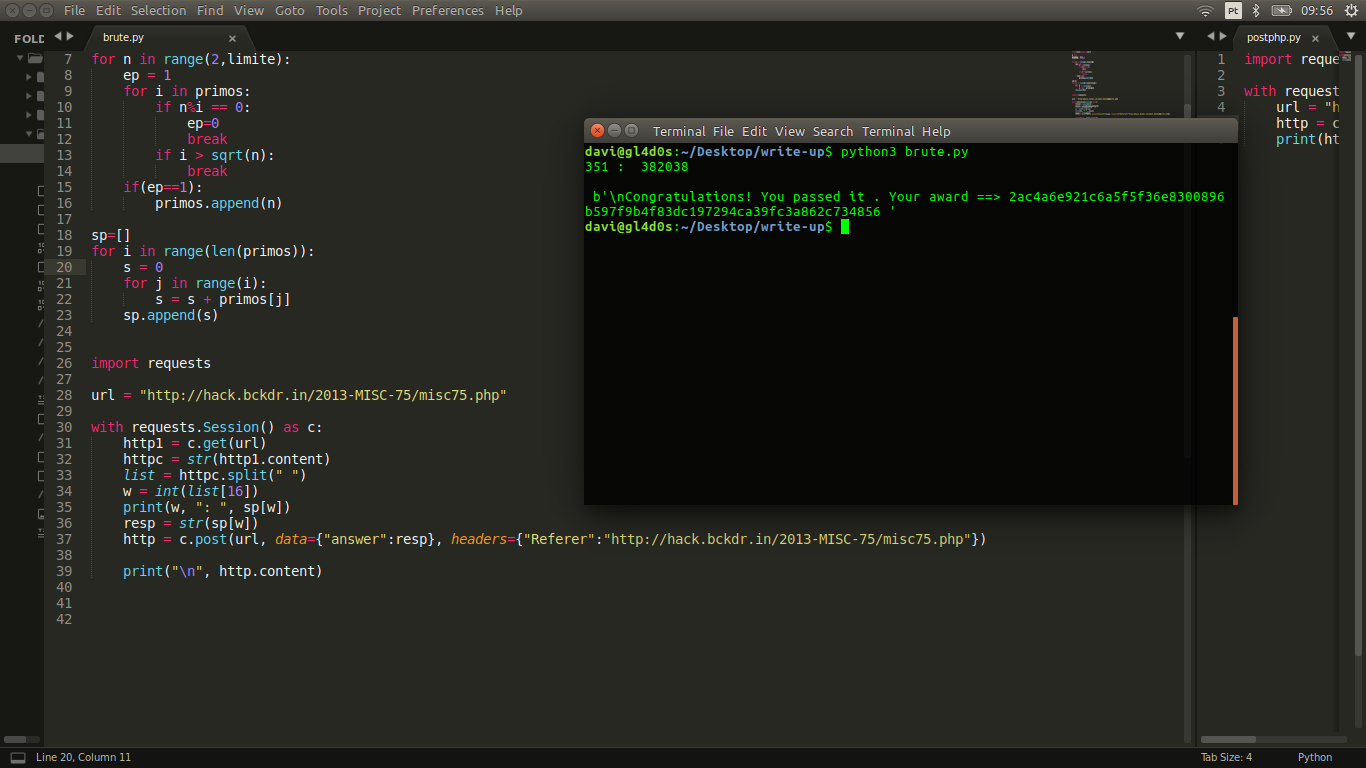 File Edit Selection Find View Goto Tools Project Preferences Help
Pt 09:56
FOLD
brute.py
postphp.py
7 for n in range(2,limite):
8 ep = 1
9 for i in primos:
10 if n%i == 0:
11 ep=0
12 break
13 if i > sqrt(n):
14 break
15 if(ep==1):
16 primos.append(n)
17
18 sp=[]
19 for i in range(len(primos)):
20 s = 0
21 for j in range(i):
22 s = s + primos[j]
23 sp.append(s)
24
25
26 import requests
27
28 url = "http://hack.bckdr.in/2013-MISC-75/misc75.php"
29
30 with requests.Session() as c:
31 http1 = c.get(url)
32 httpc = str(http1.content)
33 list = httpc.split(" ")
34 w = int(list[16])
35 print(w, ": ", sp[w])
36 resp = str(sp[w])
37 http = c.post(url, data={"answer":resp}, headers={"Referer":"http://hack.bckdr.in/2013-MISC-75/misc75.php"})
38
39 print("\n", http.content)
40
41
42
Terminal File Edit View Search Terminal Help
davi@gl4d0s:~/Desktop/write-up$ python3 brute.py
351 :  382038
b'\nCongratulations! You passed it . Your award ==> 2ac4a6e921c6a5f5f36e8300896
b597f9b4f83dc197294ca39fc3a862c734856 '
davi@gl4d0s:~/Desktop/write-up$
1 import reque
2
3 with request
4 url = "h
http = c
print(ht
Line 20, Column 11
Tab Size: 4
Python